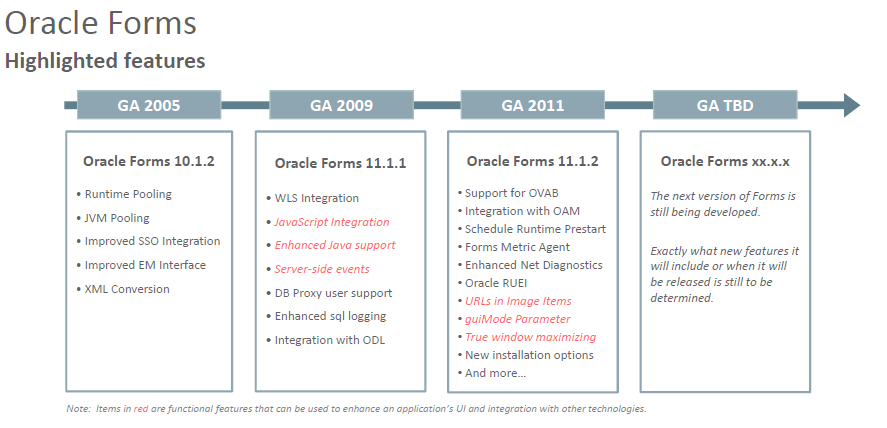 Oracle Forms
Highlighted features
GA 2005
GA 2009
GA 2011
GA TBD
Oracle Forms 10.1.2
• Runtime Pooling
• JVM Pooling
• Improved SSO Integration
• Improved EM Interface
• XML Conversion
Oracle Forms 11.1.1
• WLS Integration
• JavaScript Integration
• Enhanced Java support
• Server-side events
• DB Proxy user support
• Enhanced sql logging
• Integration with ODL
Oracle Forms 11.1.2
• Support for OVAB
• Integration with OAM
• Schedule Runtime Prestart
• Forms Metric Agent
• Enhanced Net Diagnostics
• Oracle RUEI
• URLs in Image Items
• guiMode Parameter
• True window maximizing
• New installation options
• And more...
Oracle Forms xx.x.x
The next version of Forms is
still being developed.
Exactly what new features it
will include or when it will
be released is still to be
determined.
Note: Items in red are functional features that can be used to enhance an application's UI and integration with other technologies.